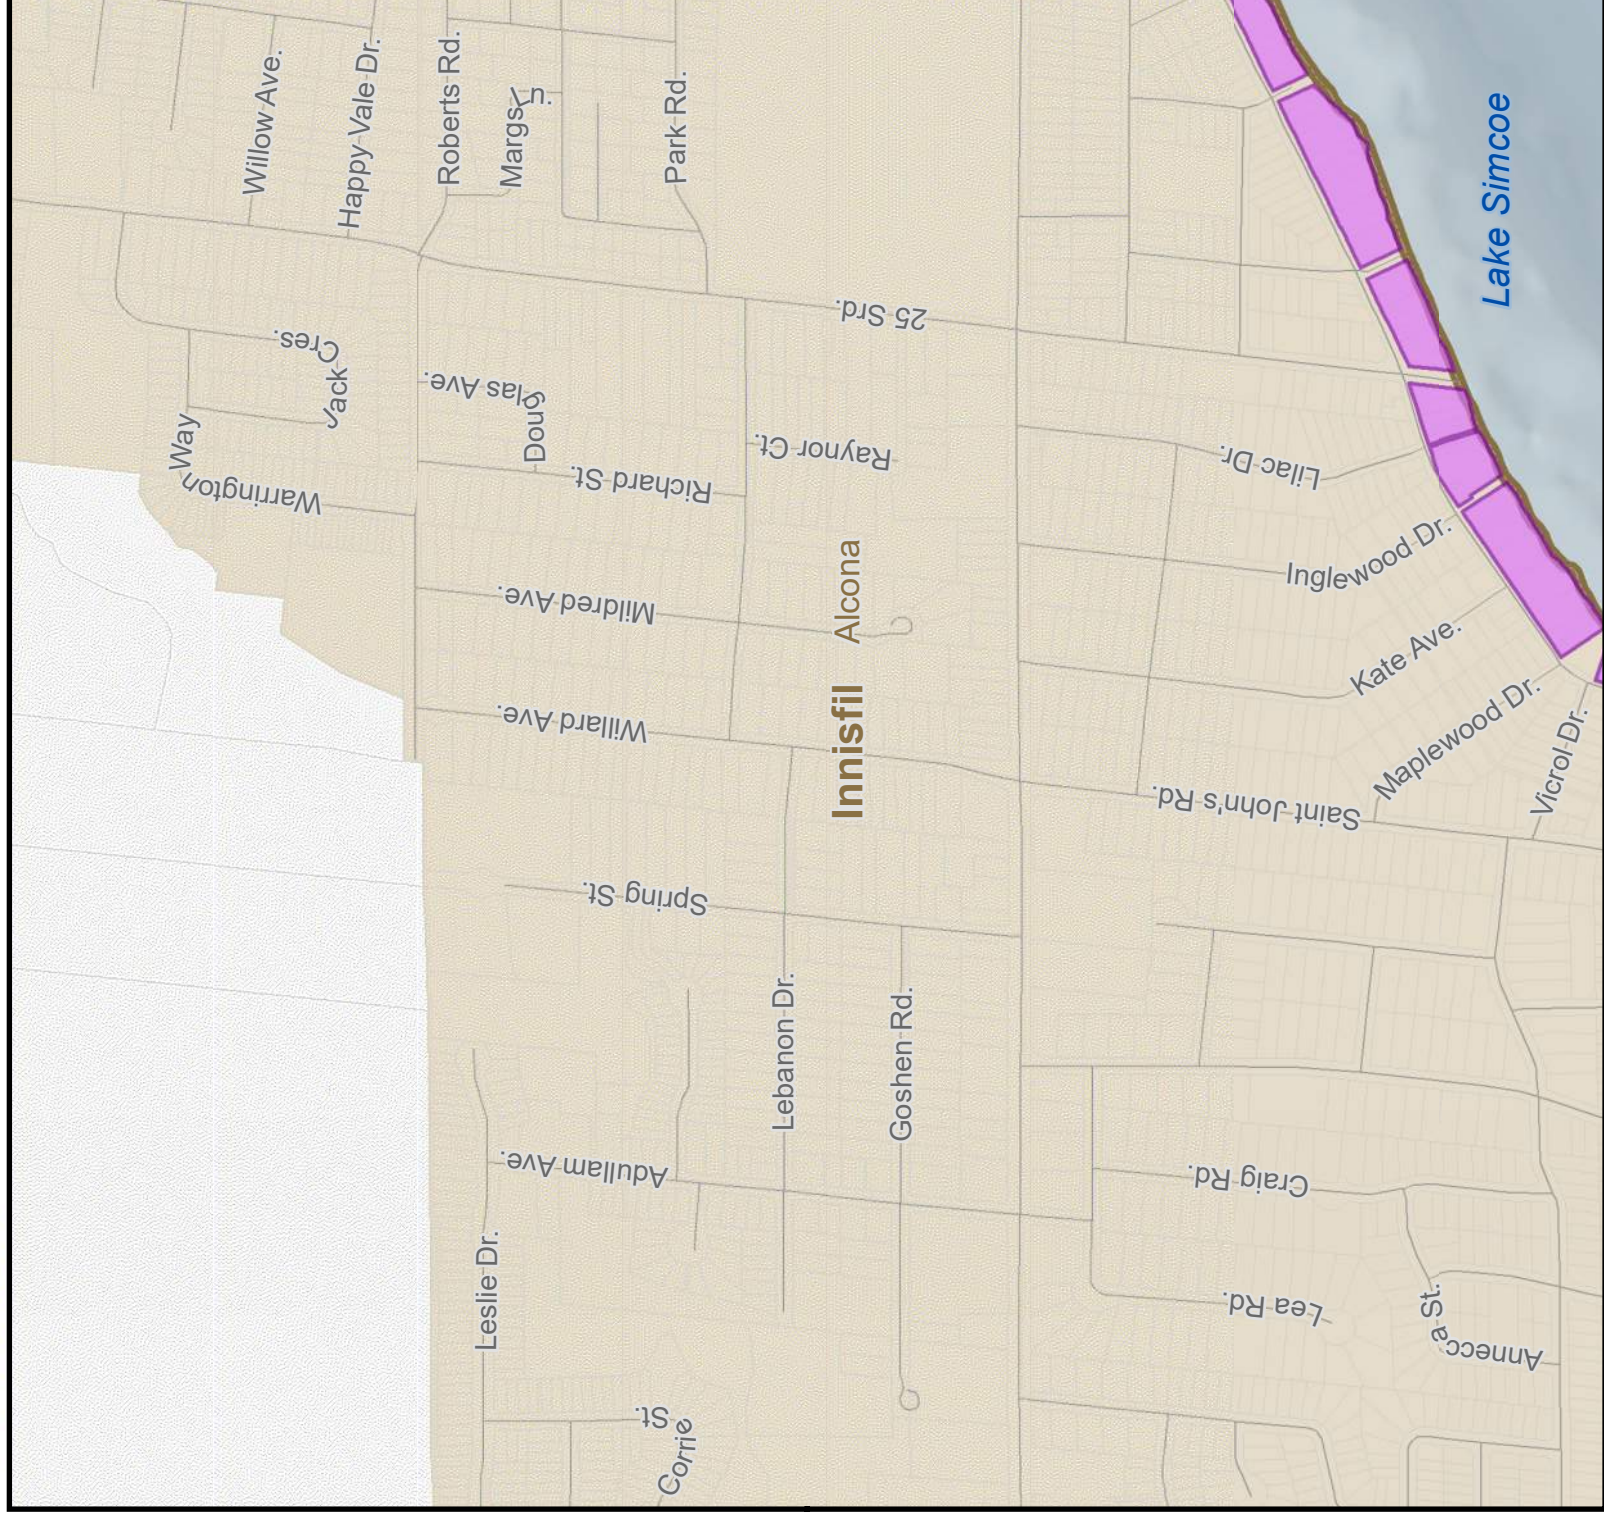 Willow Ave.
Happy Vale Dr.
Roberts Rd.
Margs Ln.
Park Rd.
Lake Simcoe
25 Srd.
Jack Cres.
Douglas Ave.
Warrington Way
Richard St.
Raynor Ct.
Lilac Dr.
Inglewood Dr.
Mildred Ave.
Alcona
Kate Ave.
Willard Ave.
Innisfil
Maplewood Dr.
Vicrol Dr.
Saint John's Rd.
Spring St.
Lebanon Dr.
Goshen Rd.
Adullam Ave.
Craig Rd.
Leslie Dr.
Lea Rd.
Annecca St.
Corrie St.